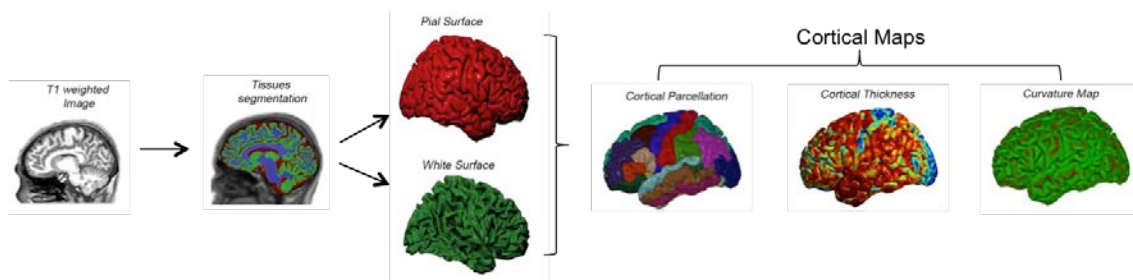 T1 weighted
Image
Tissues
segmentation
Pial Surface
White Surface
Cortical Maps
Cortical Parcellation
Cortical Thickness
Curvature Map